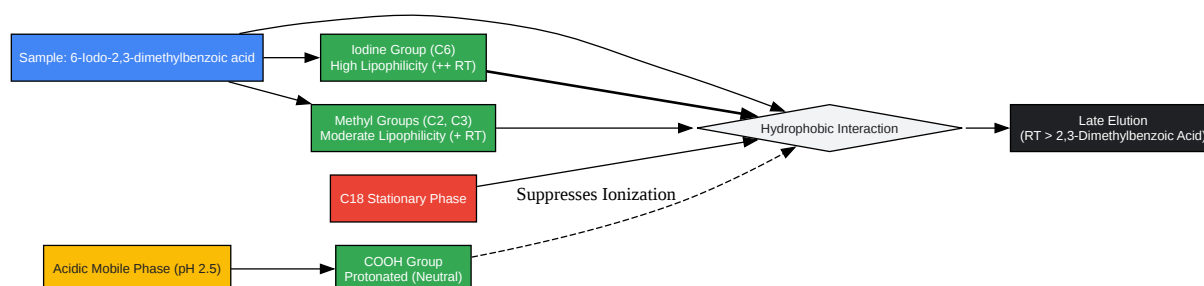 Sample: 6-Iodo-2,3-dimethylbenzoic acid
Iodine Group (C6)
High Lipophilicity (++ RT)
Methyl Groups (C2, C3)
Moderate Lipophilicity (+ RT)
Hydrophobic Interaction
Late Elution
(RT > 2,3-Dimethylbenzoic Acid)
C18 Stationary Phase
Suppresses Ionization
Acidic Mobile Phase (pH 2.5)
COOH Group
Protonated (Neutral)